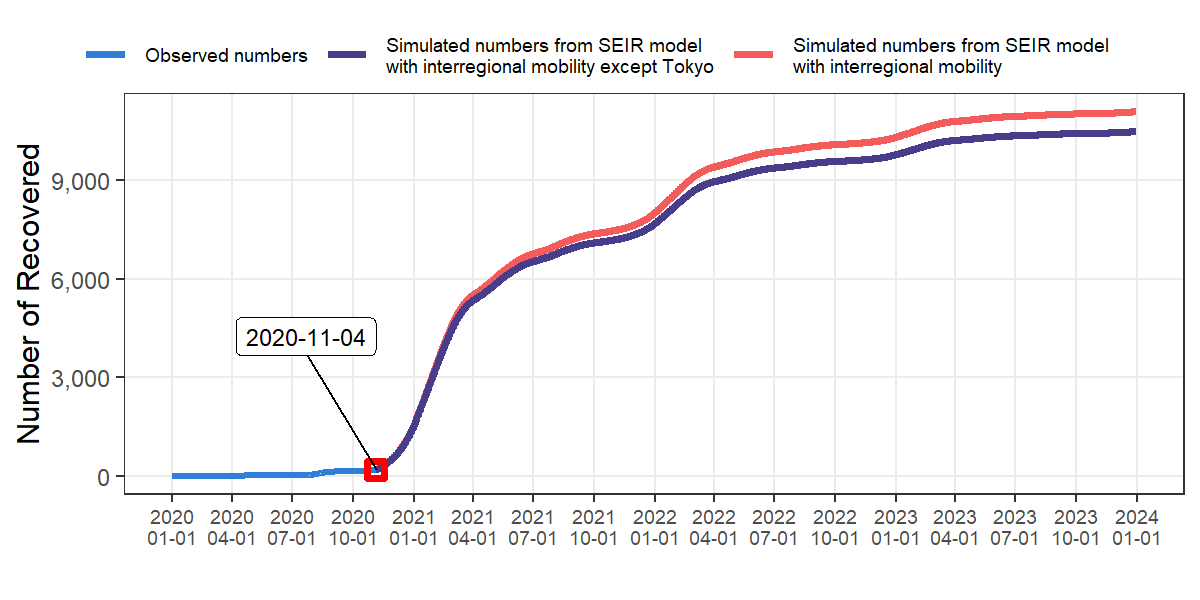 Observed numbers
Simulated numbers from SEIR model
with interregional mobility except Tokyo
Simulated numbers from SEIR model
with interregional mobility
Number of Recovered
9,000
6,000
3,000
0
2020-11-04
2020 2020 2020 2020 2021 2021 2021 2021 2022 2022 2022 2022 2023 2023 2023 2023 2024
01-01 04-01 07-01 10-01 01-01 04-01 07-01 10-01 01-01 04-01 07-01 10-01 01-01 04-01 07-01 10-01 01-01